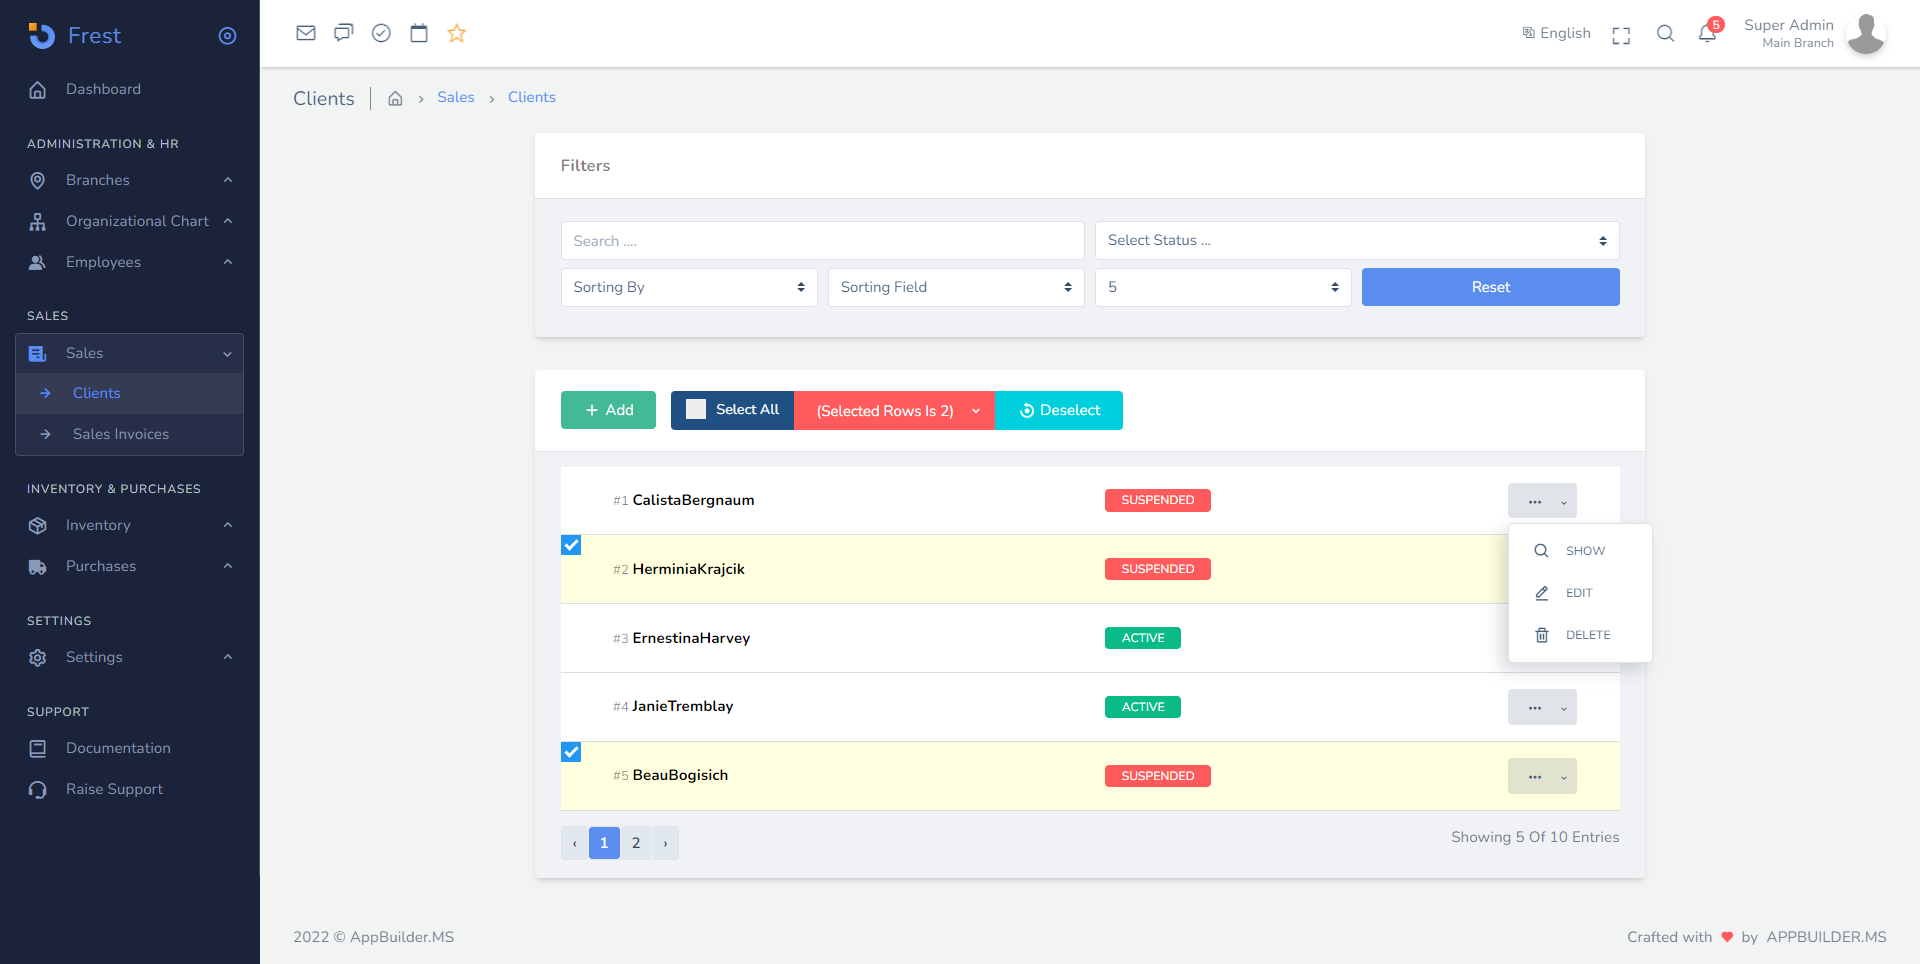 Frest
Dashboard
ADMINISTRATION & HR
Branches
Organizational Chart
Employees
SALES
Sales
Clients
Sales Invoices
INVENTORY & PURCHASES
Inventory
Purchases
SETTINGS
Settings
SUPPORT
Documentation
Raise Support
English
5
Super Admin
Main Branch
Clients
Sales
Clients
Filters
Search ....
Select Status ...
Sorting By
Sorting Field
5
Reset
Add
Select All
(Selected Rows Is 2)
Deselect
#1 CalistaBergnaum
SUSPENDED
#2 HerminiaKrajcik
SUSPENDED
#3 ErnestinaHarvey
ACTIVE
#4 JanieTremblay
ACTIVE
#5 BeauBogisich
SUSPENDED
SHOW
EDIT
DELETE
‹ 1 2 ›
Showing 5 Of 10 Entries
2022 © AppBuilder.MS
Crafted with ♥ by APPBUILDER.MS